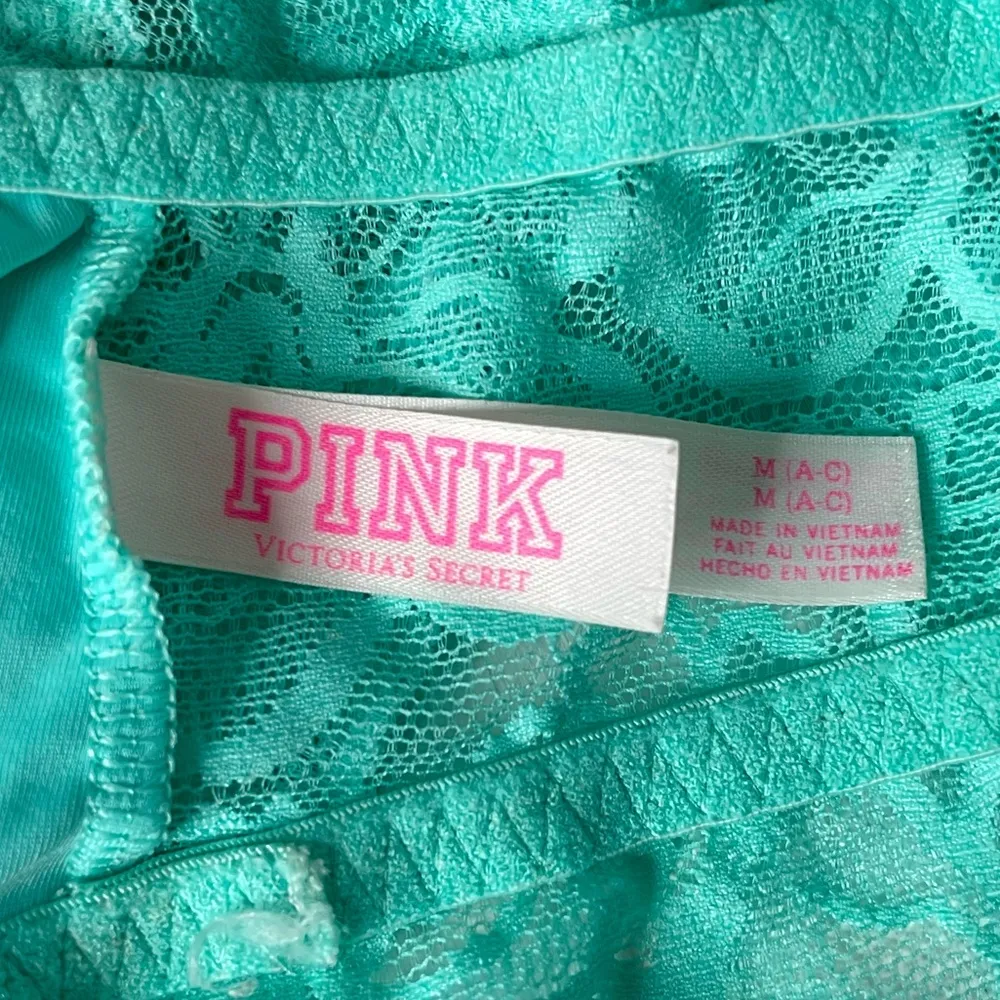 PINK
VICTORIA'S SECRET
M (A-C)
M (A-C)
MADE IN VIETNAM
FAIT AU VIETNAM
HECHO EN VIETNAM